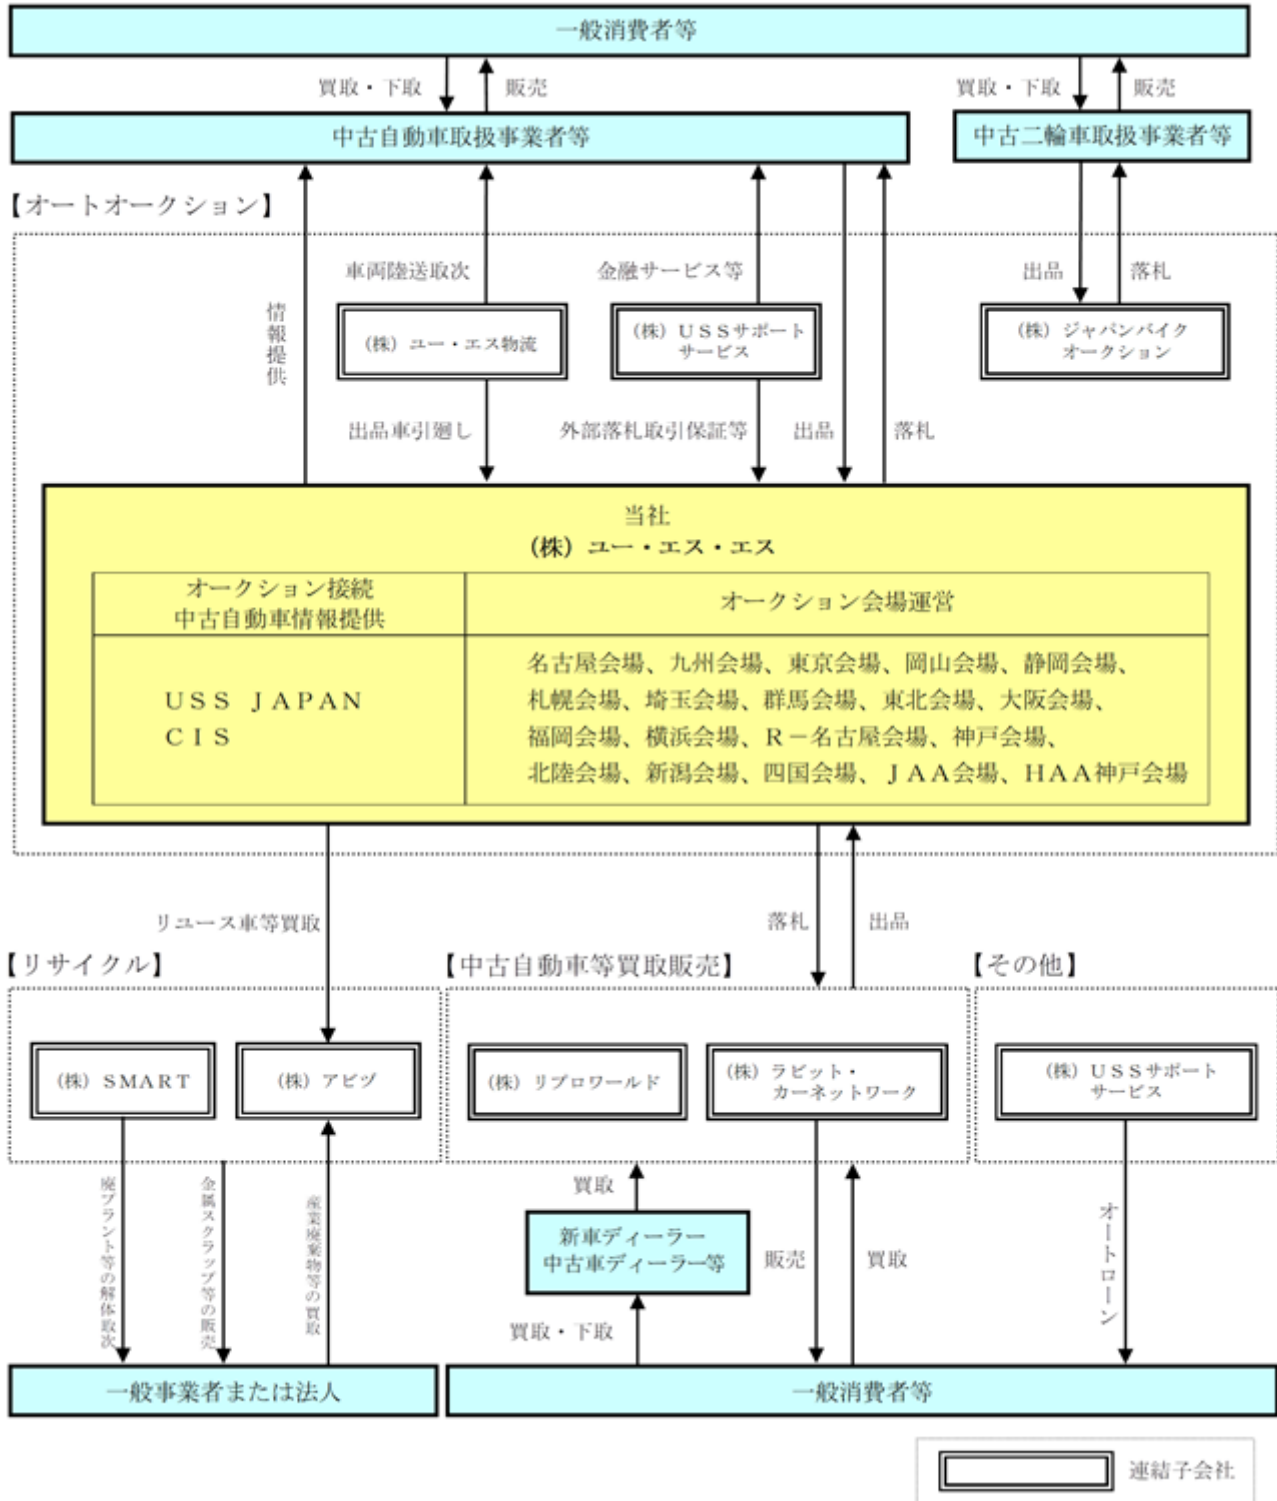 一般消費者等
買取・下取
販売
買取・下取
販売
中古自動車取扱事業者等
中古二輪車取扱事業者等
【オートオークション】
情報提供
車両陸送取次
金融サービス等
出品
落札
（株）ユー・エス物流
（株）ＵＳＳサポート
サービス
（株）ジャパンバイク
オークション
出品車引廻し
外部落札取引保証等
出品
落札
当社
（株）ユー・エス・エス
オークション接続
中古自動車情報提供
オークション会場運営
ＵＳＳ ＪＡＰＡＮ
ＣＩＳ
名古屋会場、九州会場、東京会場、岡山会場、静岡会場、
札幌会場、埼玉会場、群馬会場、東北会場、大阪会場、
福岡会場、横浜会場、Ｒ－名古屋会場、神戸会場、
北陸会場、新潟会場、四国会場、ＪＡＡ会場、ＨＡＡ神戸会場
リユース車等買取
落札
出品
【リサイクル】
【中古自動車等買取販売】
【その他】
（株）ＳＭＡＲＴ
（株）アビヅ
（株）リプロワールド
（株）ラビット・
カーネットワーク
（株）ＵＳＳサポート
サービス
廃プラント等の解体取次
金属スクラップ等の販売
産業廃棄物等の買取
買取
新車ディーラー
中古車ディーラー等
販売
買取
オートローン
買取・下取
一般事業者または法人
一般消費者等
連結子会社